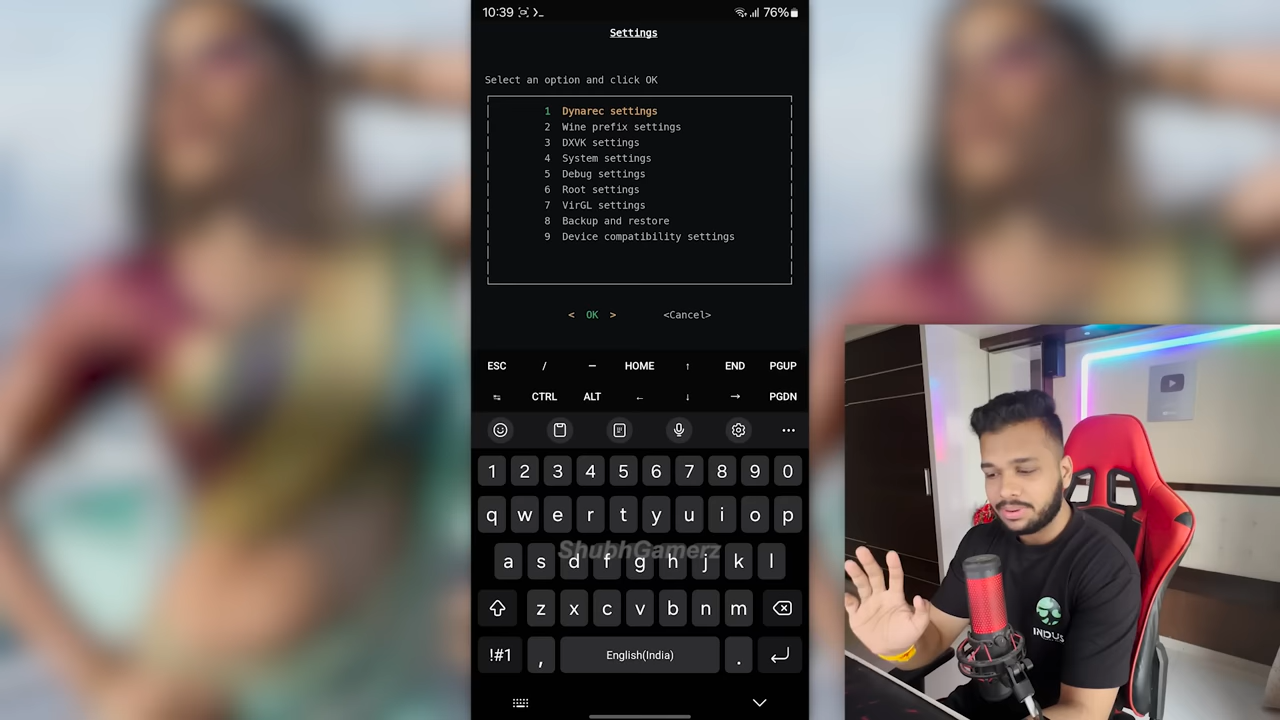 10:39 76%
Settings
Select an option and click OK
1 Dynarec settings
2 Wine prefix settings
3 DXVK settings
4 System settings
5 Debug settings
6 Root settings
7 VirGL settings
8 Backup and restore
9 Device compatibility settings
< OK > <Cancel>
ESC / — HOME ↑ END PGUP
⇆ CTRL ALT ← ↓ → PGDN
1 2 3 4 5 6 7 8 9 0
q w e r t y u i o p
ShubhGamerz
a s d f g h j k l
z x c v b n m
!#1 , English(India) .
INDUS